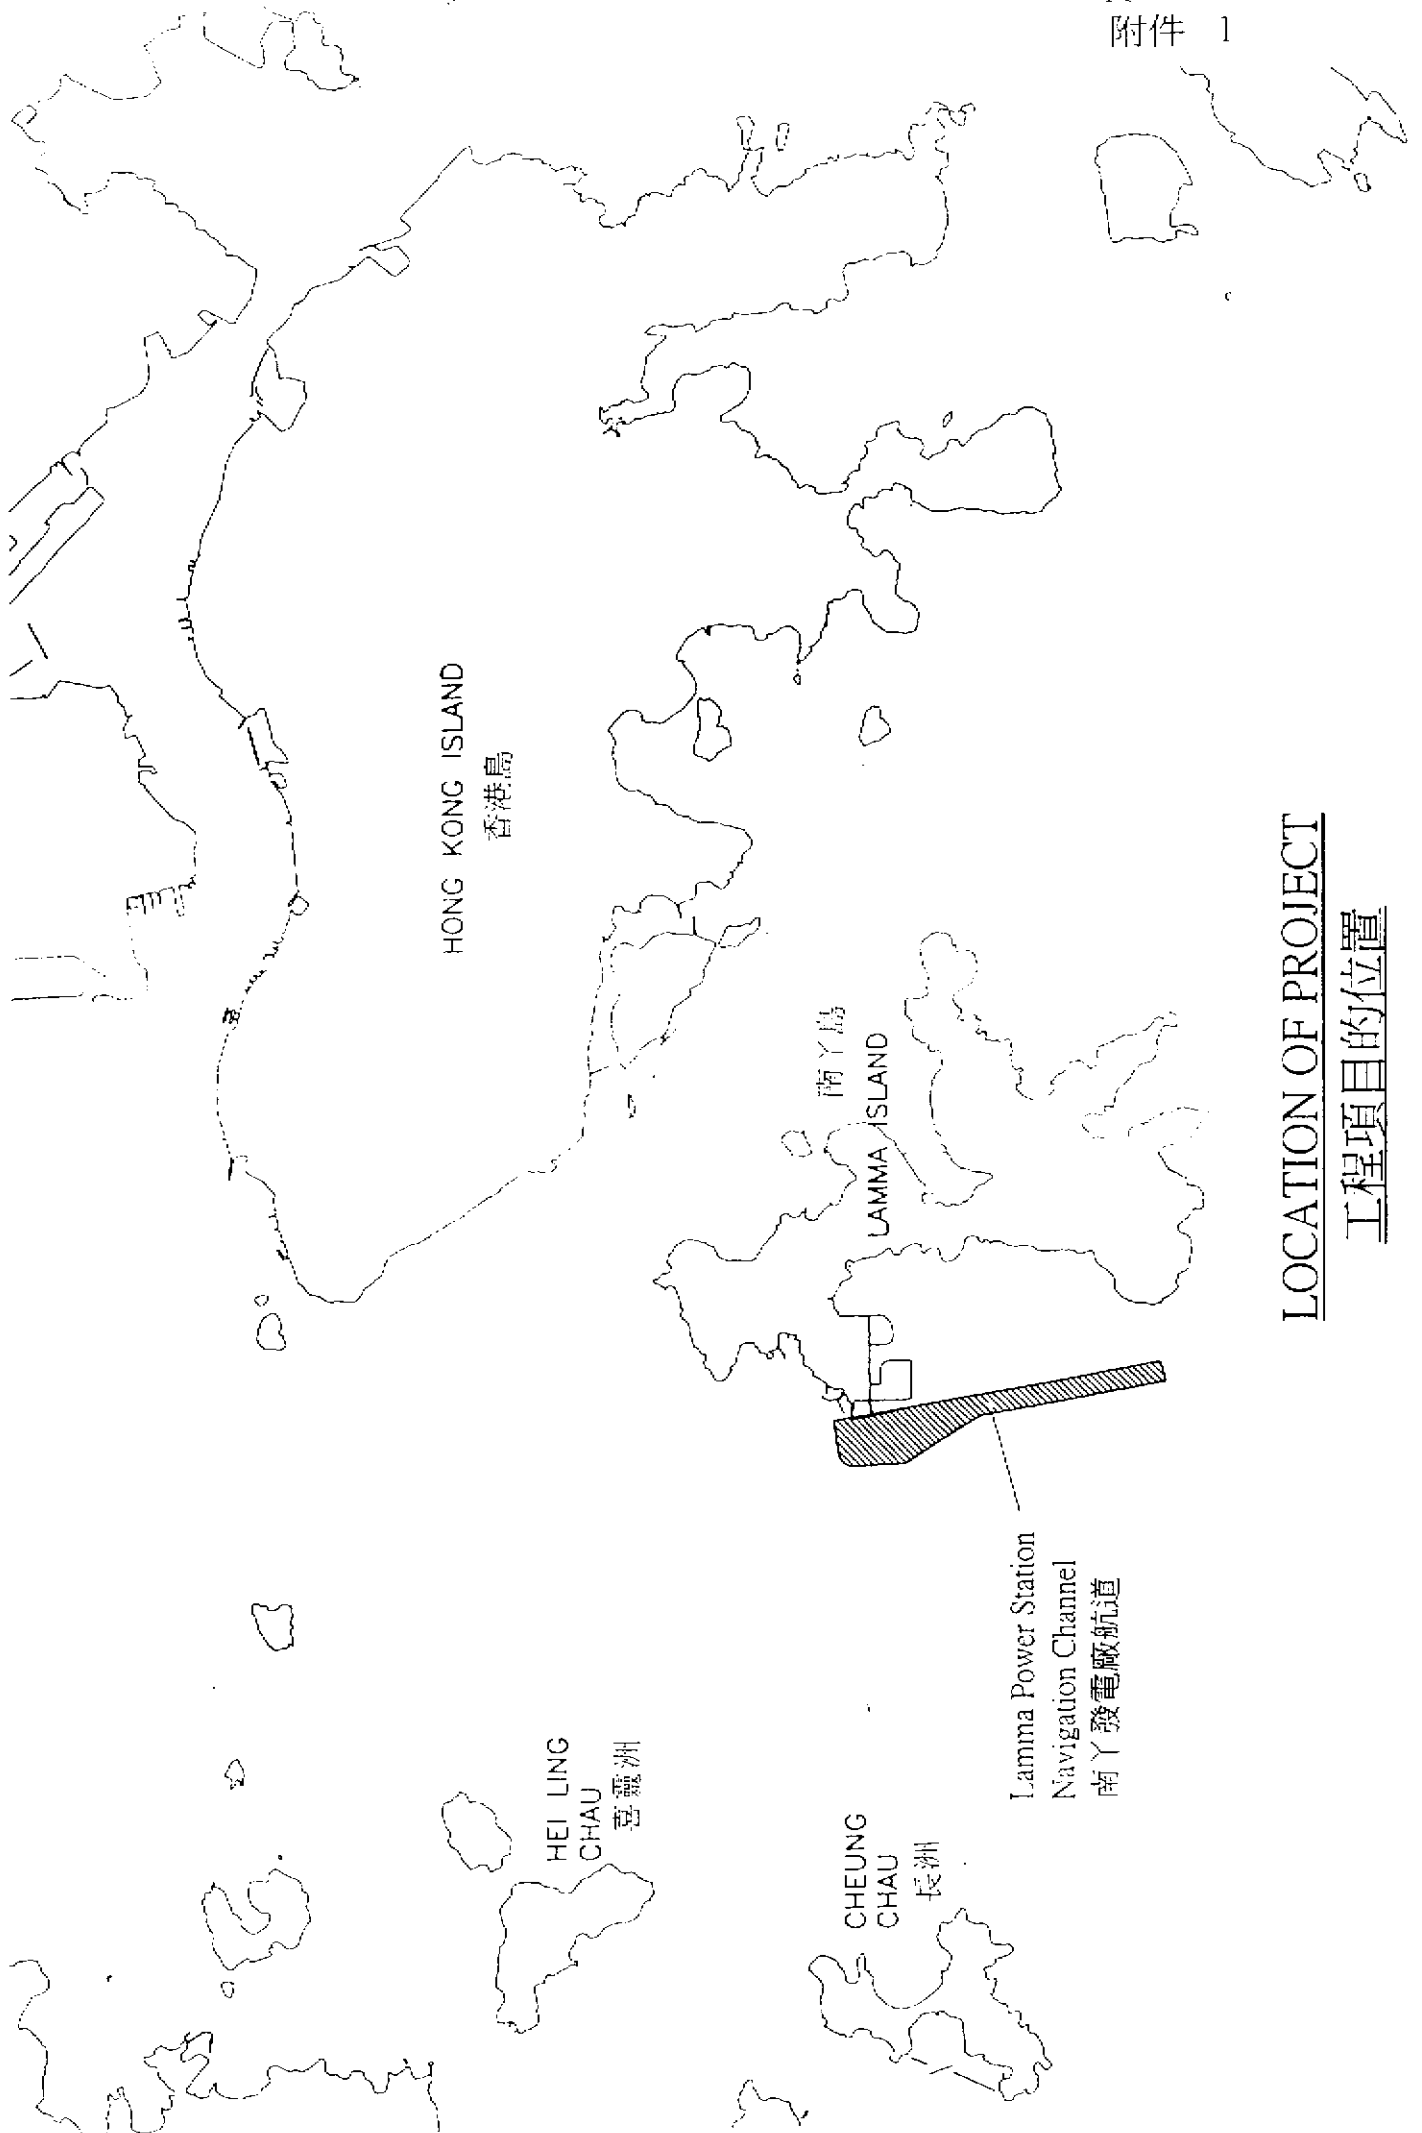 附件 1
HONG KONG ISLAND
香港島
南丫島
LAMMA ISLAND
HEI LING
CHAU
喜靈洲
CHEUNG
CHAU
長洲
Lamma Power Station
Navigation Channel
南丫發電廠航道
LOCATION OF PROJECT
工程項目的位置